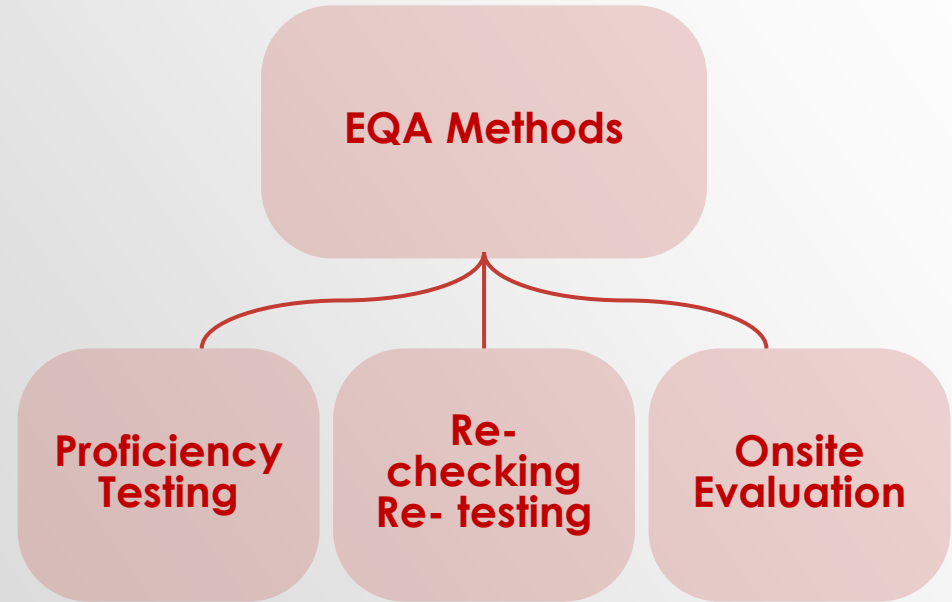 EQA Methods
Proficiency
Testing
Re-
checking
Re- testing
Onsite
Evaluation